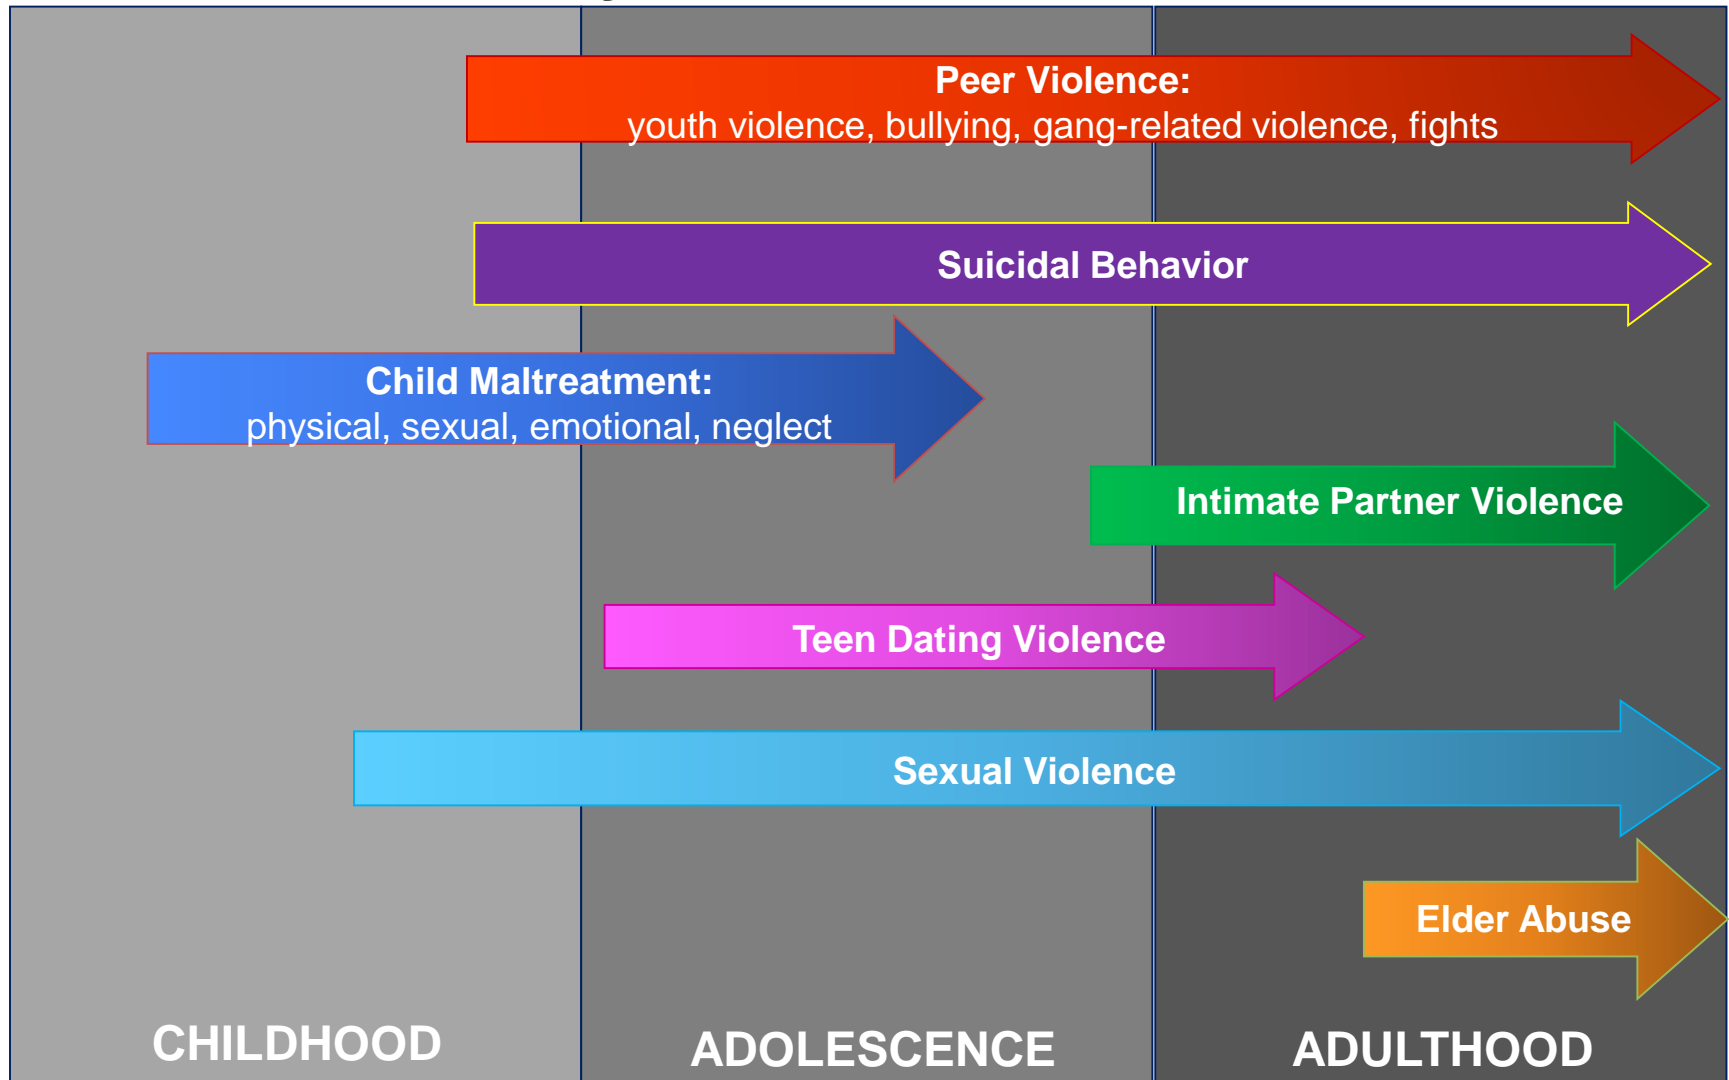 Peer Violence:
youth violence, bullying, gang-related violence, fights
Suicidal Behavior
Child Maltreatment:
physical, sexual, emotional, neglect
Intimate Partner Violence
Teen Dating Violence
Sexual Violence
Elder Abuse
CHILDHOOD
ADOLESCENCE
ADULTHOOD